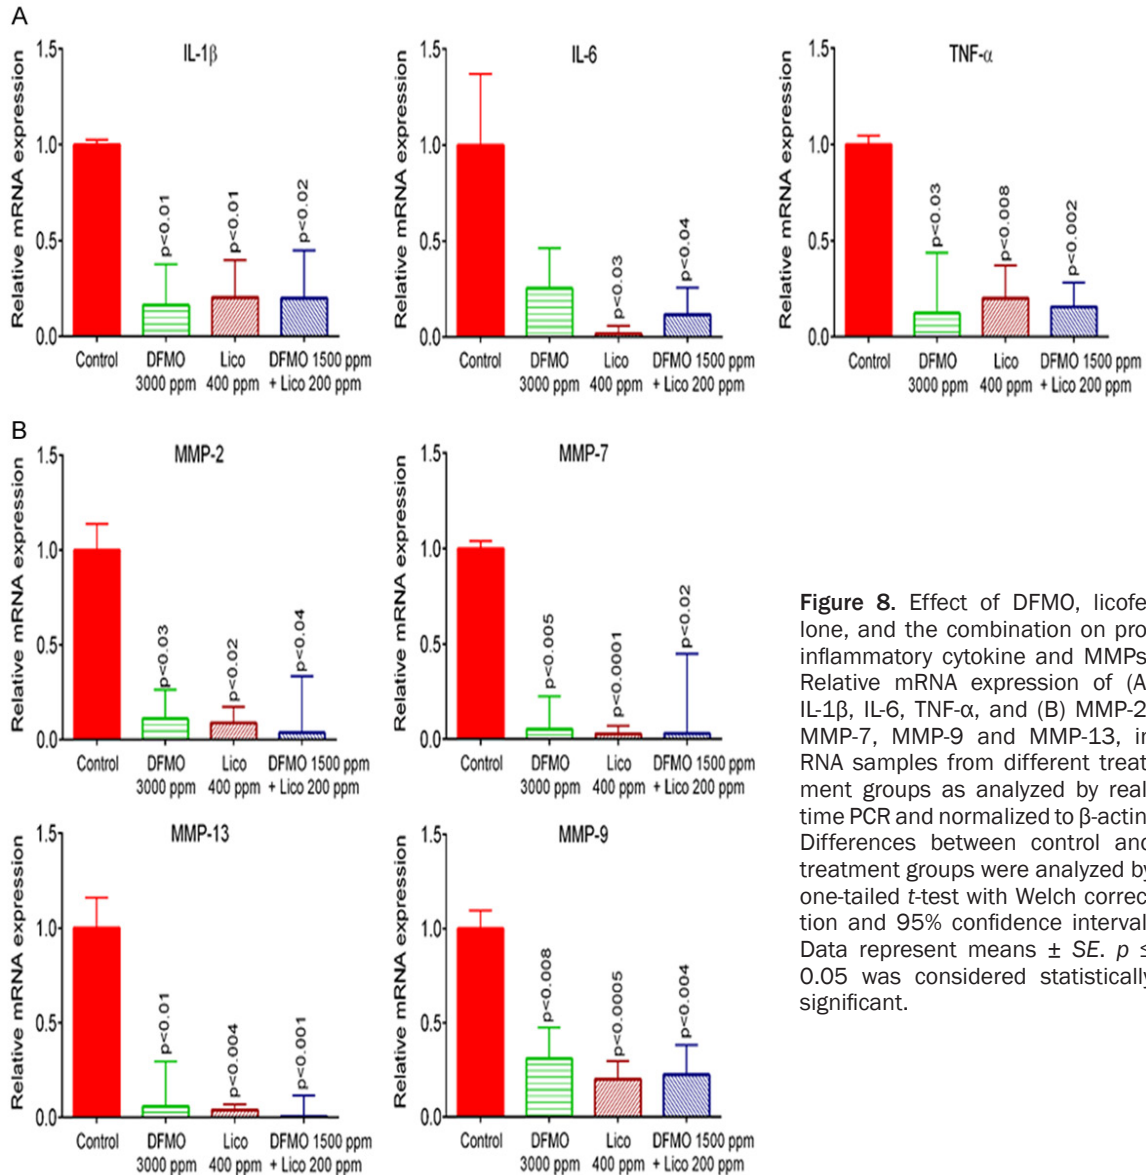 A
IL-1β
Relative mRNA expression
1.5
1.0
0.5
0.0
p<0.01
p<0.01
p<0.02
Control
DFMO
3000 ppm
Lico
400 ppm
DFMO 1500 ppm
+ Lico 200 ppm
IL-6
Relative mRNA expression
1.5
1.0
0.5
0.0
p<0.03
p<0.04
Control
DFMO
3000 ppm
Lico
400 ppm
DFMO 1500 ppm
+ Lico 200 ppm
TNF-α
Relative mRNA expression
1.5
1.0
0.5
0.0
p<0.03
p<0.008
p<0.002
Control
DFMO
3000 ppm
Lico
400 ppm
DFMO 1500 ppm
+ Lico 200 ppm
B
MMP-2
Relative mRNA expression
1.5
1.0
0.5
0.0
p<0.03
p<0.02
p<0.04
Control
DFMO
3000 ppm
Lico
400 ppm
DFMO 1500 ppm
+ Lico 200 ppm
MMP-7
Relative mRNA expression
1.5
1.0
0.5
0.0
p<0.005
p<0.0001
p<0.02
Control
DFMO
3000 ppm
Lico
400 ppm
DFMO 1500 ppm
+ Lico 200 ppm
MMP-13
Relative mRNA expression
1.5
1.0
0.5
0.0
p<0.01
p<0.004
p<0.001
Control
DFMO
3000 ppm
Lico
400 ppm
DFMO 1500 ppm
+ Lico 200 ppm
MMP-9
Relative mRNA expression
1.5
1.0
0.5
0.0
p<0.008
p<0.0005
p<0.004
Control
DFMO
3000 ppm
Lico
400 ppm
DFMO 1500 ppm
+ Lico 200 ppm
Figure 8. Effect of DFMO, licofe
lone, and the combination on pro
inflammatory cytokine and MMPs
Relative mRNA expression of (A
IL-1β, IL-6, TNF-α, and (B) MMP-2
MMP-7, MMP-9 and MMP-13, in
RNA samples from different treat
ment groups as analyzed by real
time PCR and normalized to β-actin
Differences between control and
treatment groups were analyzed by
one-tailed t-test with Welch correc
tion and 95% confidence interval
Data represent means ± SE. p ≤
0.05 was considered statistically
significant.